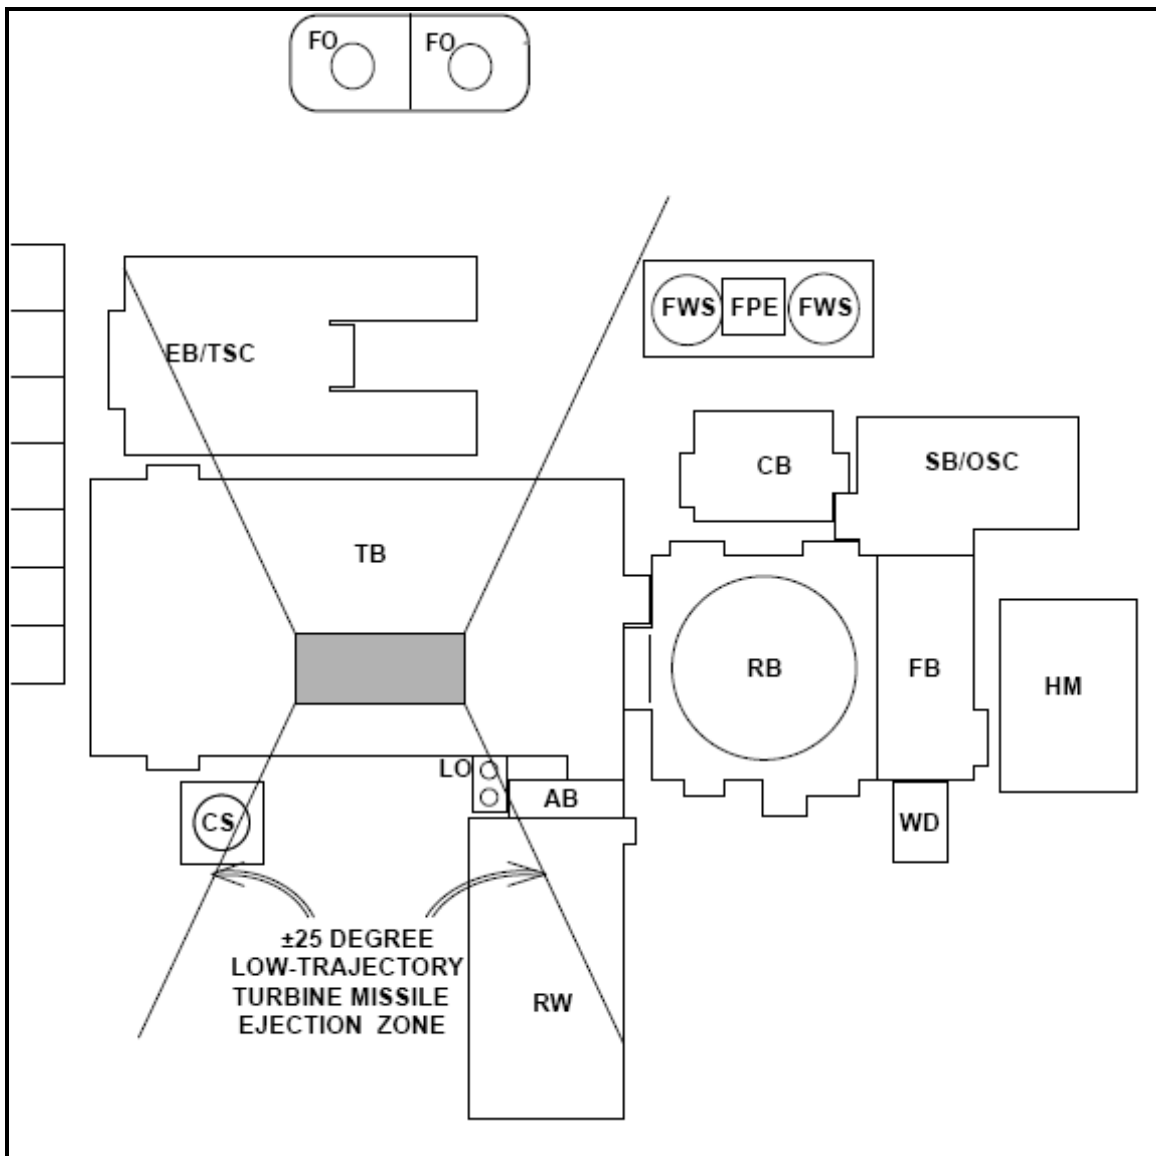 FO
FO
FWS
FPE
FWS
EB/TSC
CB
SB/OSC
TB
RB
FB
HM
LO
AB
CS
WD
±25 DEGREE
LOW-TRAJECTORY
TURBINE MISSILE
EJECTION ZONE
RW